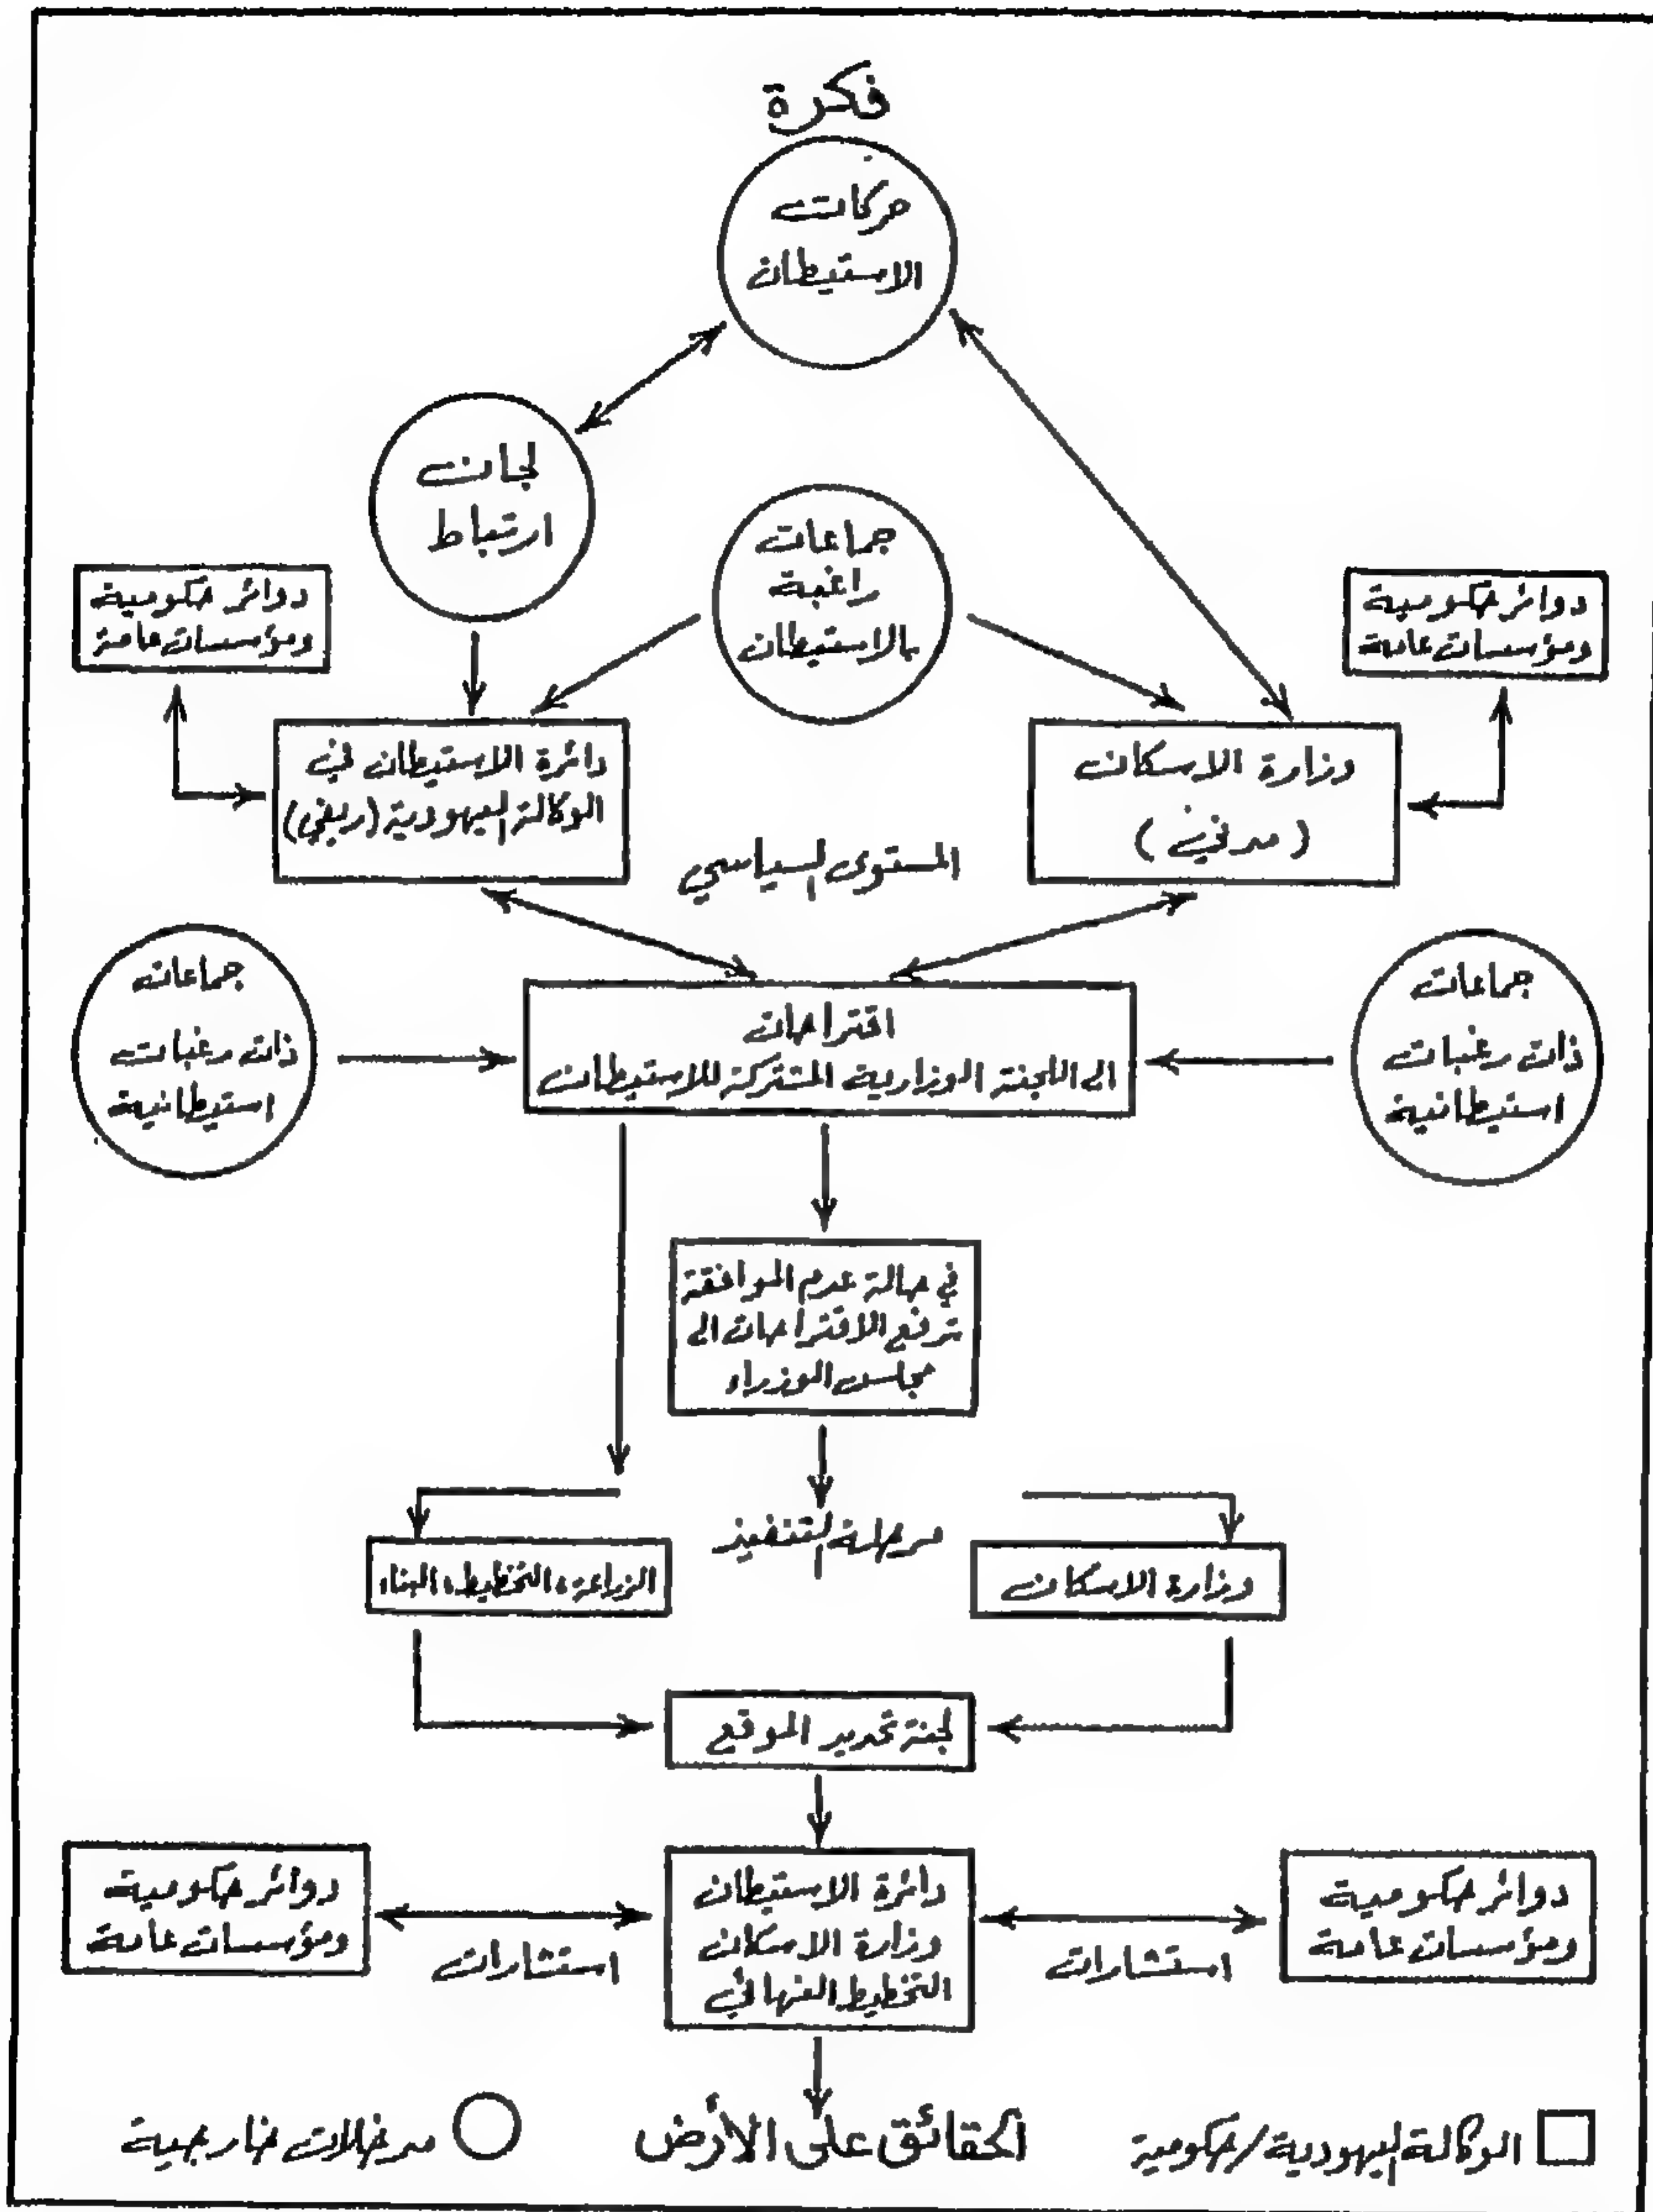 فكرة
حركات
الاستيطان
لجان
ارتباط
جماعات
راغبة
بالاستيطان
دوائر حكومية
ومؤسسات عامة
دوائر حكومية
ومؤسسات عامة
وزارة الاسكان
(مدني)
دائرة الاستيطان في
الوكالة اليهودية (ريفي)
المستوى السياسي
جماعات
ذات رغبات
استيطانية
اقتراحات
الى اللجنة الوزارية المشتركة للاستيطان
جماعات
ذات رغبات
استيطانية
في حالة عدم الموافقة
ترفع الاقتراحات الى
مجلس الوزراء
مرحلة التنفيذ
وزارة الاسكان
الزراعة، التخطيط، البناء
لجنة تحديد الموقع
دوائر حكومية
ومؤسسات عامة
استشارات
دائرة الاستيطان
وزارة الاسكان
التخطيط النهائي
استشارات
دوائر حكومية
ومؤسسات عامة
الوكالة اليهودية/حكومية
الحقائق على الأرض
مدخلات خارجية